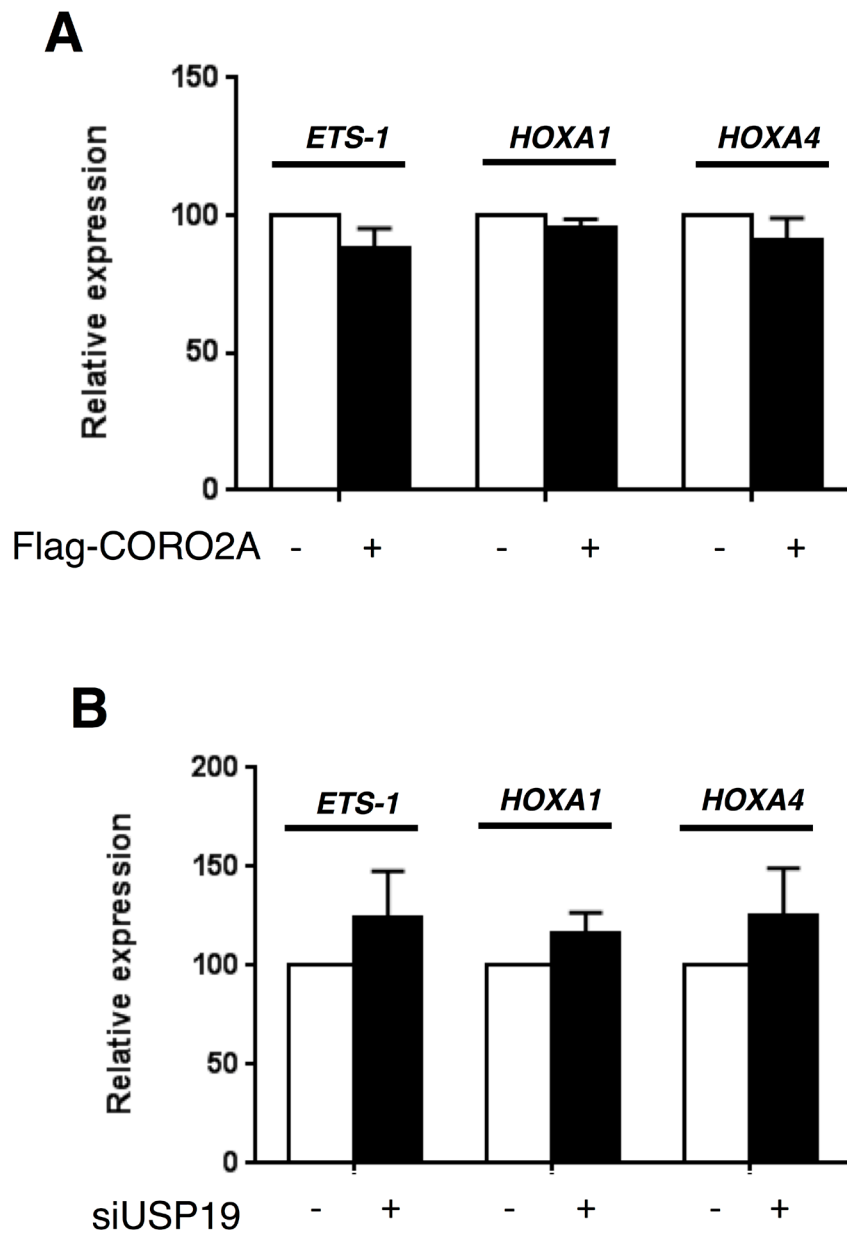 A
150
ETS-1 HOXA1 HOXA4
100
Relative expression
50
0
Flag-CORO2A - + - + - +
B
200
ETS-1 HOXA1 HOXA4
150
Relative expression
100
50
0
siUSP19 - + - + - +